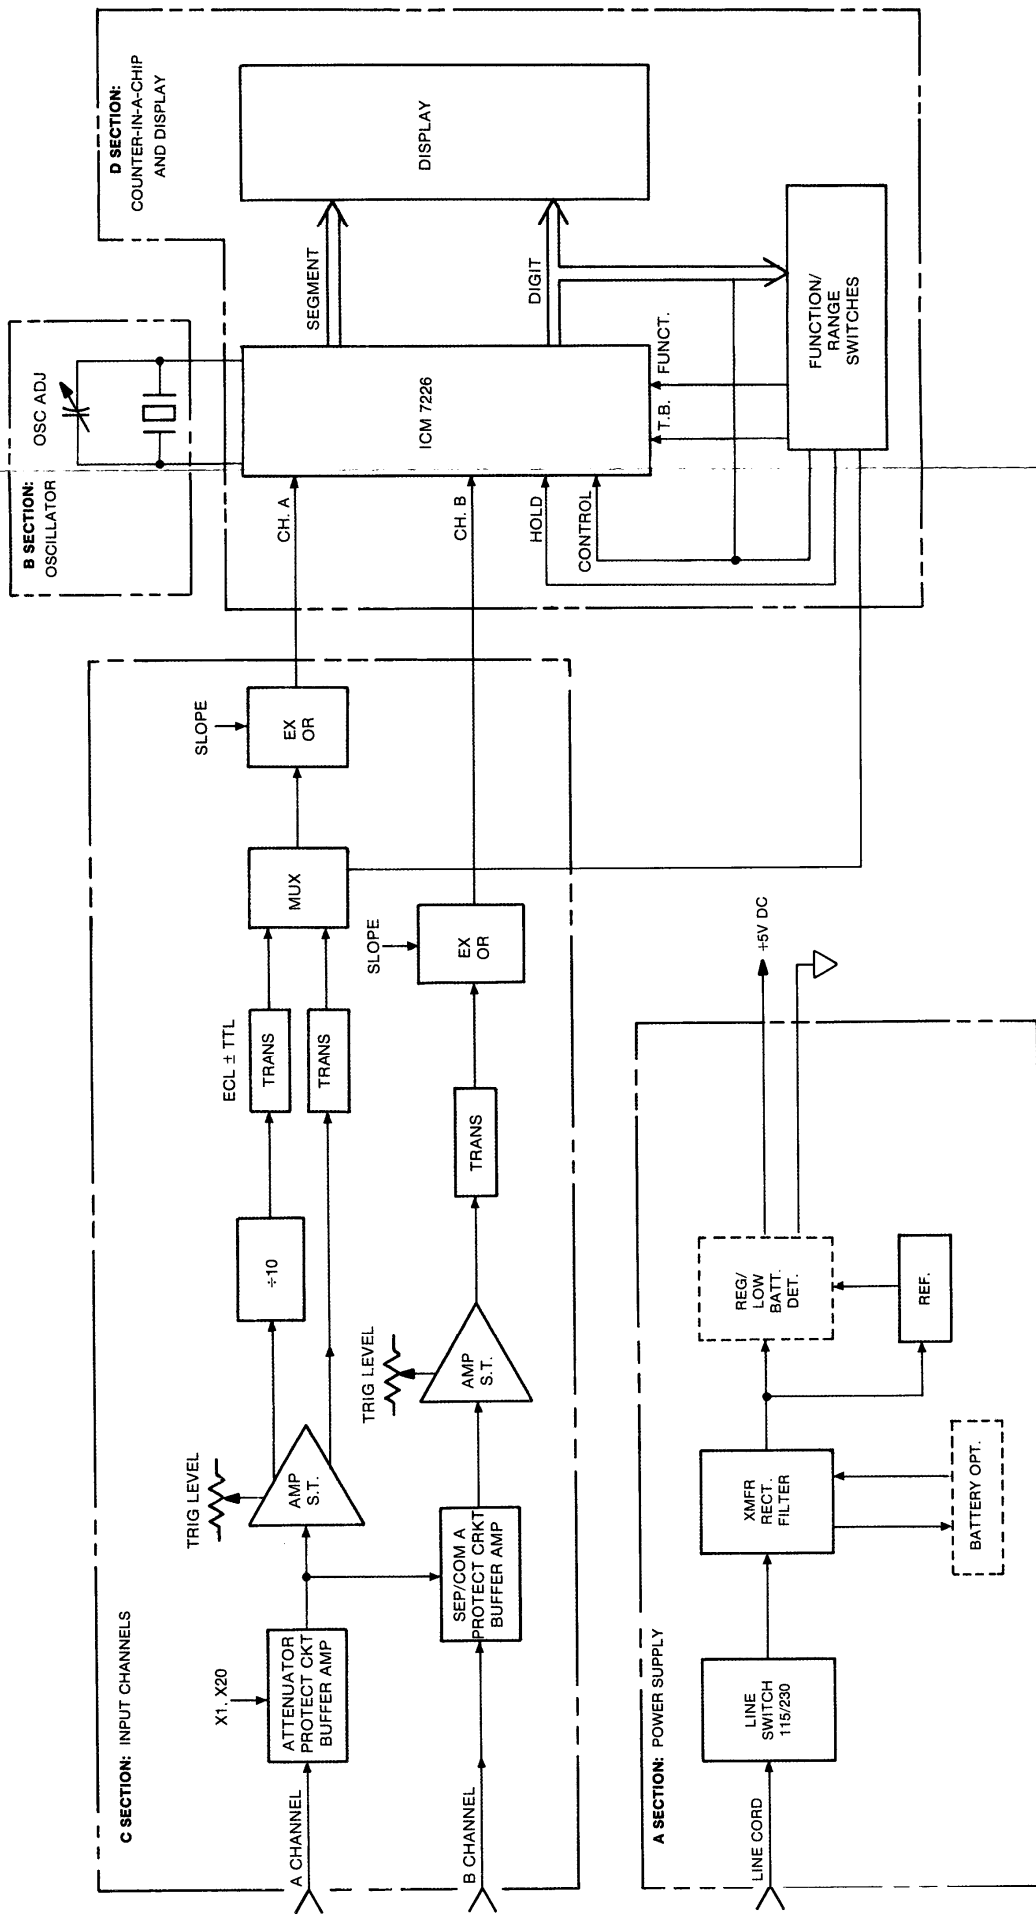 B SECTION:
OSCILLATOR
OSC ADJ
D SECTION:
COUNTER-IN-A-CHIP
AND DISPLAY
CH. A
CH. B
HOLD
CONTROL
ICM 7226
T.B.
FUNCT.
SEGMENT
DIGIT
DISPLAY
FUNCTION/
RANGE
SWITCHES
C SECTION: INPUT CHANNELS
A CHANNEL
X1. X20
ATTENUATOR
PROTECT CKT
BUFFER AMP
TRIG LEVEL
AMP
S.T.
÷10
ECL ± TTL
TRANS
TRANS
MUX
SLOPE
EX
OR
B CHANNEL
SEP/COM A
PROTECT CRKT
BUFFER AMP
TRIG LEVEL
AMP
S.T.
TRANS
SLOPE
EX
OR
A SECTION: POWER SUPPLY
LINE CORD
LINE
SWITCH
115/230
XMFR
RECT.
FILTER
BATTERY OPT.
REG/
LOW
BATT.
DET.
REF.
+5V DC